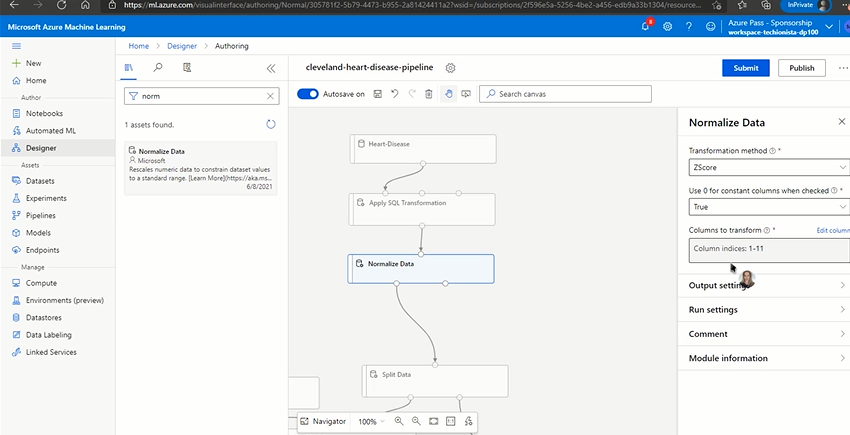 https://ml.azure.com/visualinterface/authoring/Normal/305781f2-5b79-4473-b955-2a81424411a2?wsid=/subscriptions/2f596e5a-5256-4be2-a456-edb9a33b1304/resource...
InPrivate
Microsoft Azure Machine Learning
8
Azure Pass - Sponsorship
workspace-techionista-dp100
New
Home
Author
Notebooks
Automated ML
Designer
Assets
Datasets
Experiments
Pipelines
Models
Endpoints
Manage
Compute
Environments (preview)
Datastores
Data Labeling
Linked Services
Home > Designer > Authoring
norm
1 assets found.
Normalize Data
Microsoft
Rescales numeric data to constrain dataset values
to a standard range. [Learn More](https://aka.ms...
6/8/2021
cleveland-heart-disease-pipeline
Submit
Publish
...
Autosave on
Search canvas
Heart-Disease
Apply SQL Transformation
Normalize Data
Split Data
Navigator
100%
1:1
Normalize Data
Transformation method
*
ZScore
Use 0 for constant columns when checked
*
True
Columns to transform
*
Edit column
Column indices: 1-11
Output settings
Run settings
Comment
Module information